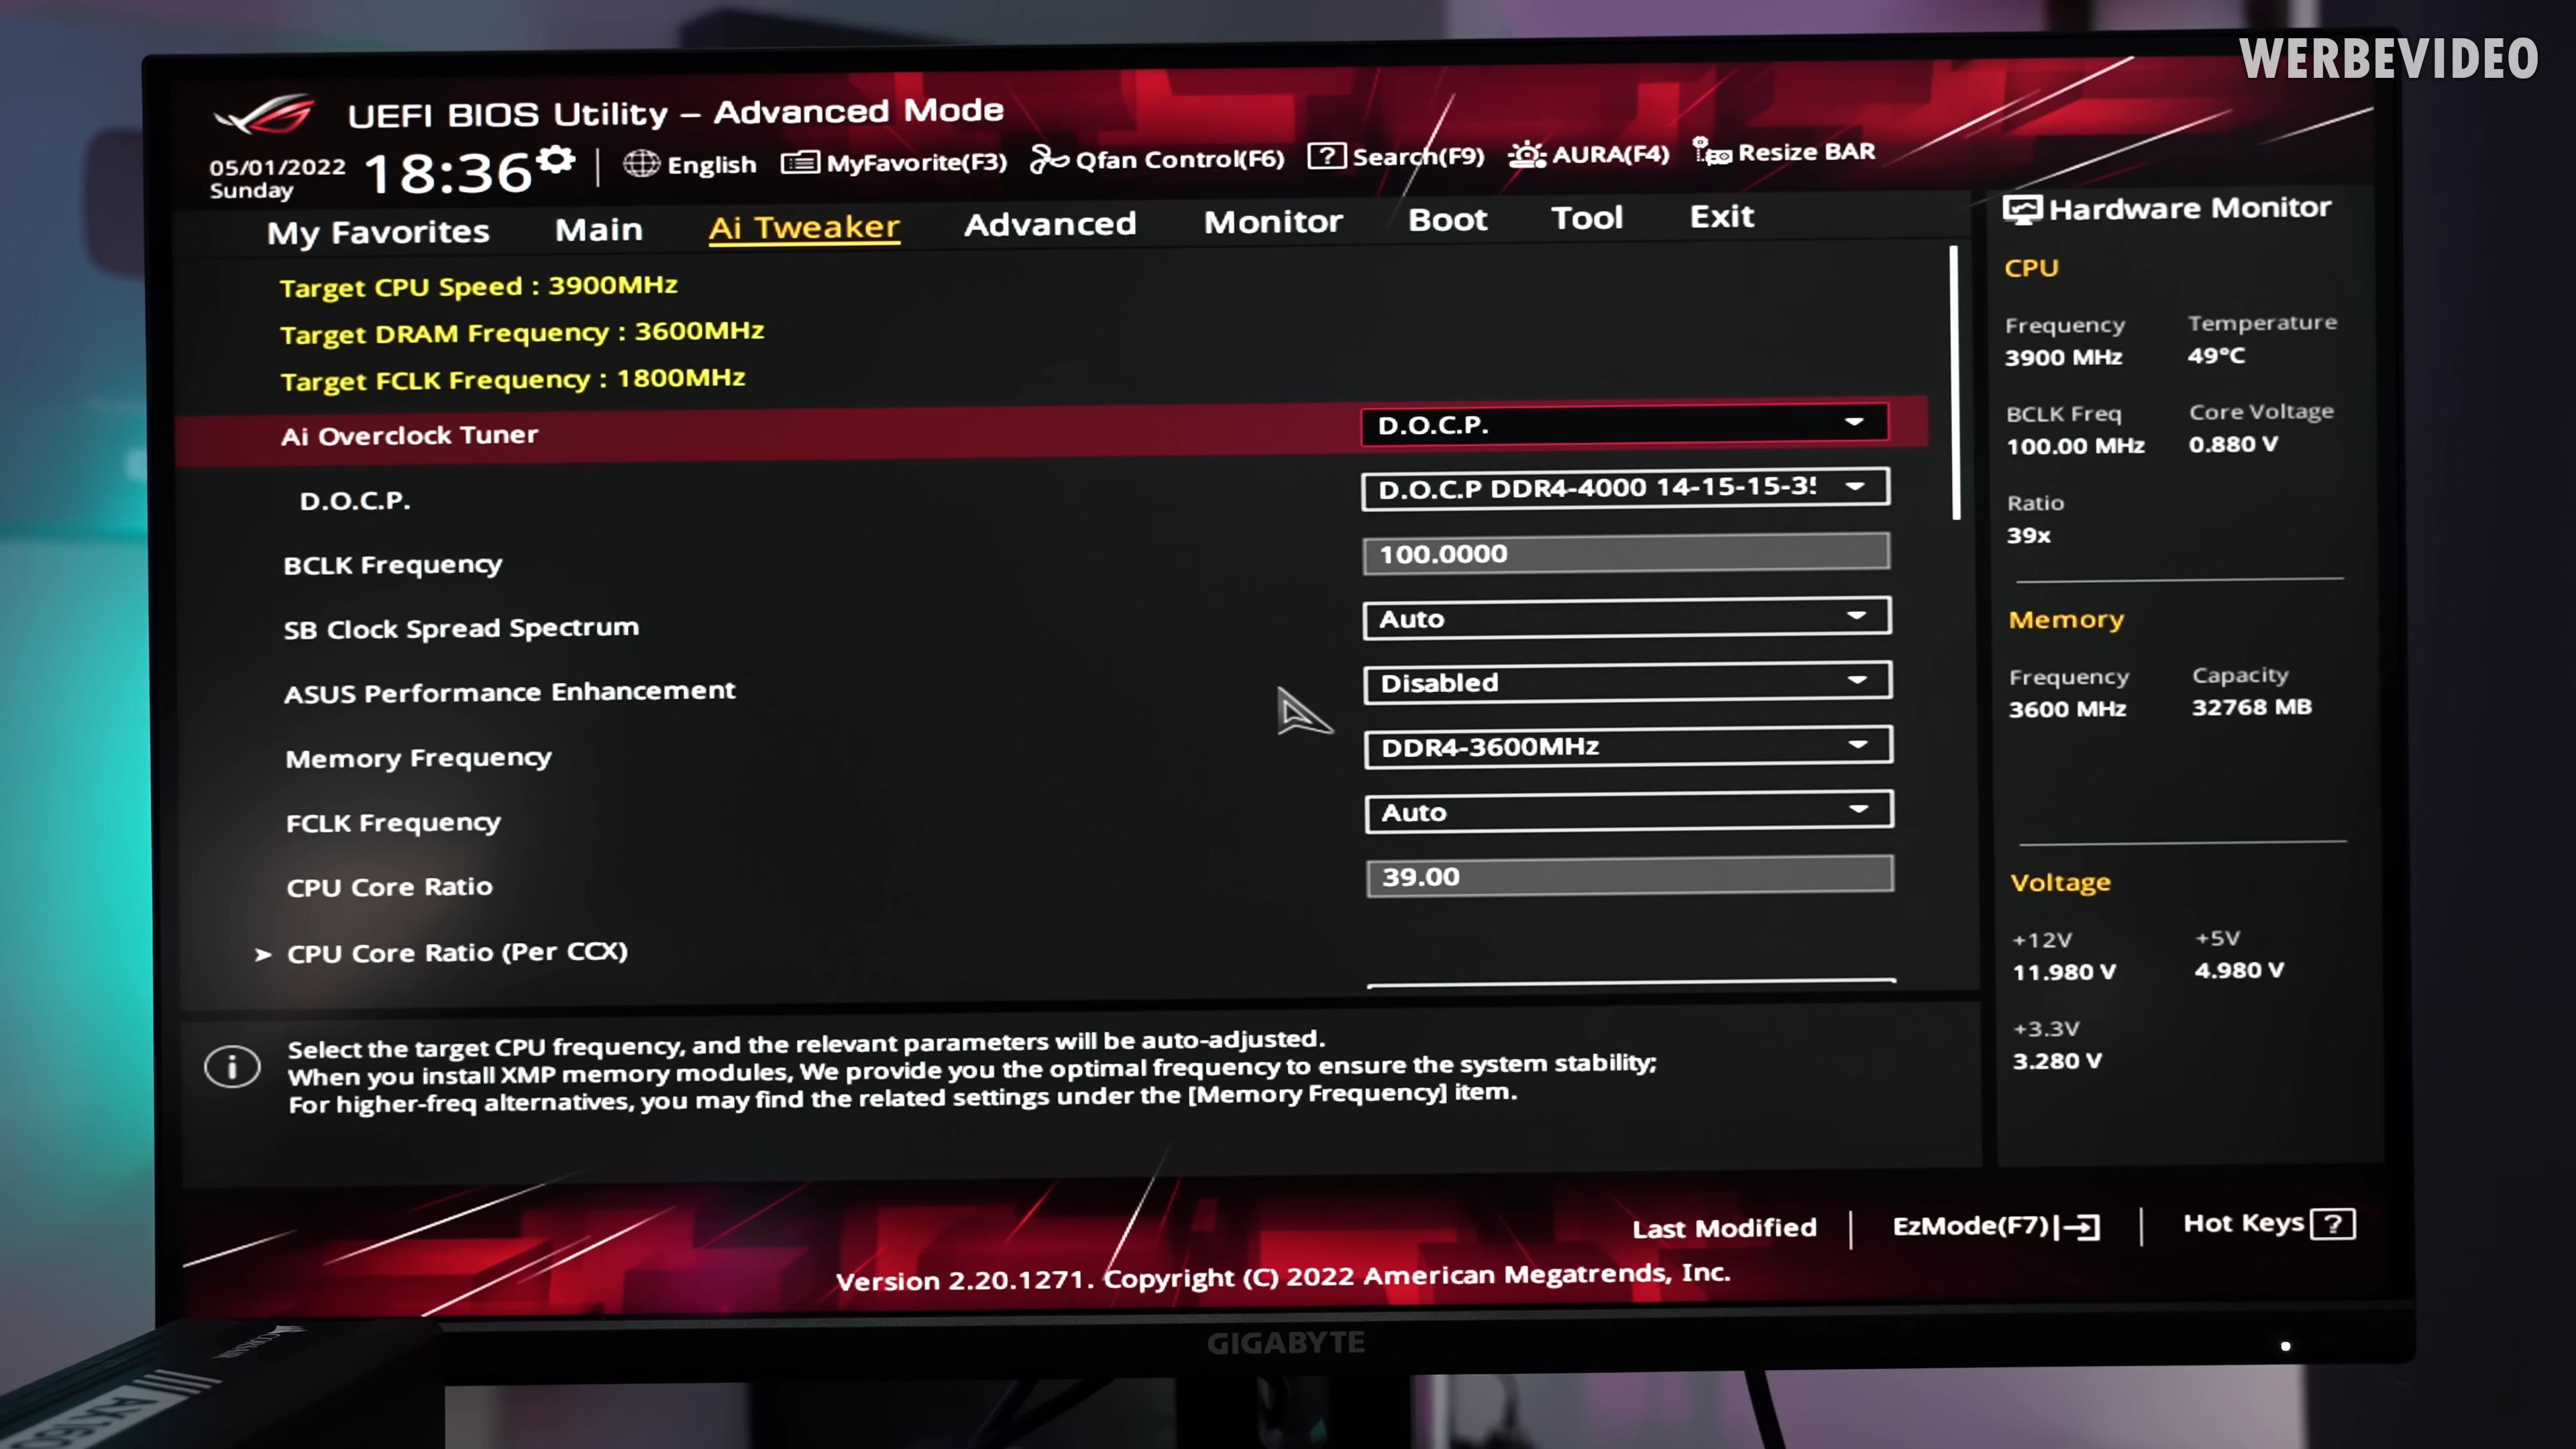 WERBEVIDEO
UEFI BIOS Utility – Advanced Mode
05/01/2022
Sunday
18:36
English
MyFavorite(F3)
Qfan Control(F6)
Search(F9)
AURA(F4)
Resize BAR
My Favorites
Main
Ai Tweaker
Advanced
Monitor
Boot
Tool
Exit
Target CPU Speed : 3900MHz
Target DRAM Frequency : 3600MHz
Target FCLK Frequency : 1800MHz
Ai Overclock Tuner
D.O.C.P.
D.O.C.P.
D.O.C.P DDR4-4000 14-15-15-35
BCLK Frequency
100.0000
SB Clock Spread Spectrum
Auto
ASUS Performance Enhancement
Disabled
Memory Frequency
DDR4-3600MHz
FCLK Frequency
Auto
CPU Core Ratio
39.00
CPU Core Ratio (Per CCX)
Select the target CPU frequency, and the relevant parameters will be auto-adjusted.
When you install XMP memory modules, We provide you the optimal frequency to ensure the system stability;
For higher-freq alternatives, you may find the related settings under the [Memory Frequency] item.
Hardware Monitor
CPU
Frequency
Temperature
3900 MHz
49°C
BCLK Freq
Core Voltage
100.00 MHz
0.880 V
Ratio
39x
Memory
Frequency
Capacity
3600 MHz
32768 MB
Voltage
+12V
+5V
11.980 V
4.980 V
+3.3V
3.280 V
Last Modified
EzMode(F7)
Hot Keys
?
Version 2.20.1271. Copyright (C) 2022 American Megatrends, Inc.
GIGABYTE
CORSAIR